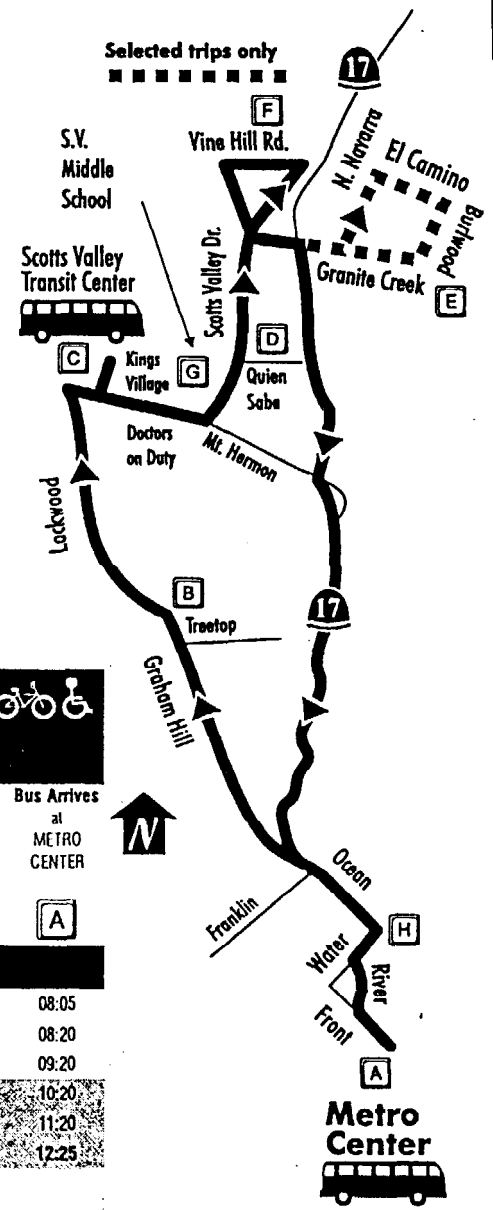 Selected trips only
17
F
Vine Hill Rd.
N. Navarra
El Camino
Burlwood
S.V.
Middle
School
Scotts Valley Dr.
Granite Creek
E
Scotts Valley
Transit Center
C
Kings
Village
G
D
Quien
Sabe
Doctors
on Duty
Mt. Hermon
Lockwood
B
Treetop
17
Graham Hill
Bus Arrives
at
METRO
CENTER
N
A
Ocean
Franklin
H
Water
River
Front
08:05
08:20
09:20
10:20
11:20
12:25
A
Metro
Center